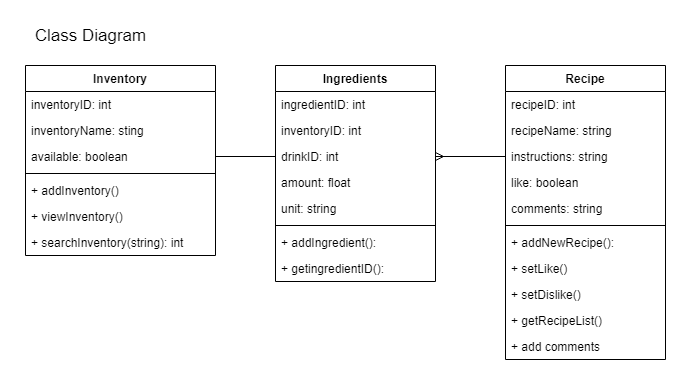 Class Diagram
Inventory
inventoryID: int
inventoryName: sting
available: boolean
+ addInventory()
+ viewInventory()
+ searchInventory(string): int
Ingredients
ingredientID: int
inventoryID: int
drinkID: int
amount: float
unit: string
+ addIngredient():
+ getingredientID():
Recipe
recipeID: int
recipeName: string
instructions: string
like: boolean
comments: string
+ addNewRecipe():
+ setLike()
+ setDislike()
+ getRecipeList()
+ add comments